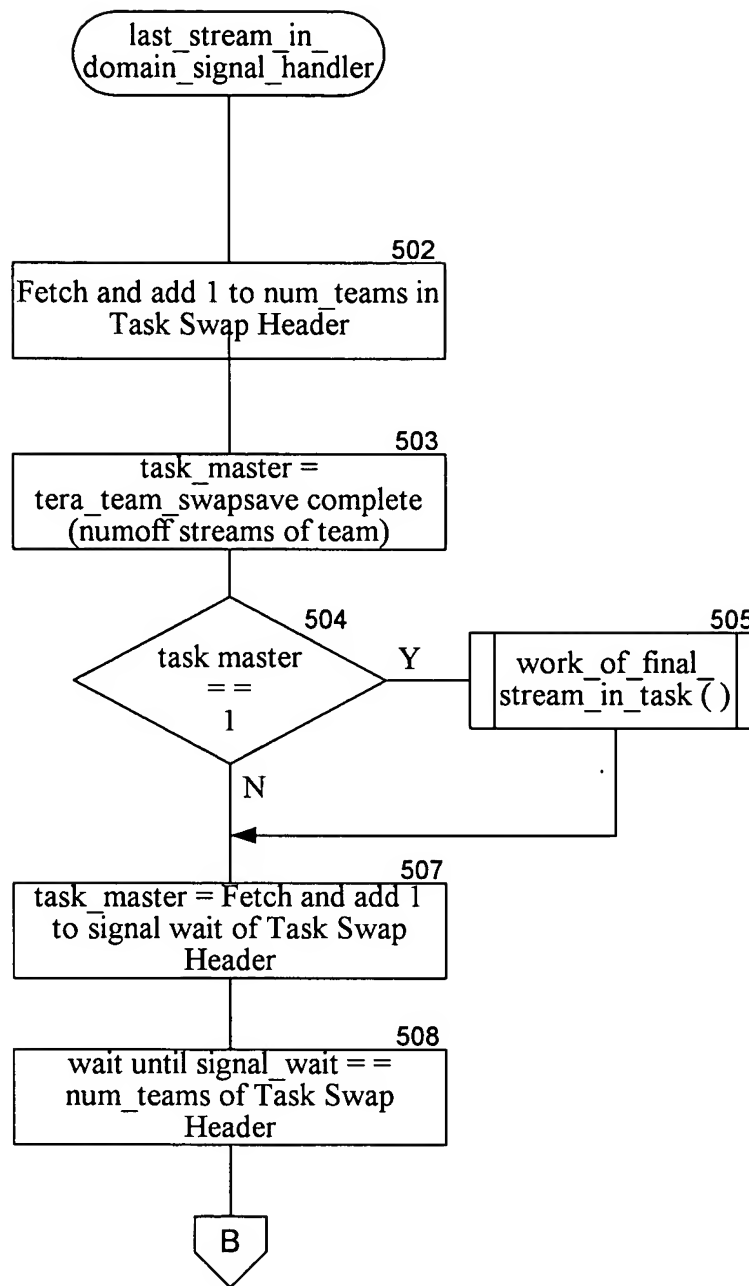 last_stream_in_
domain_signal_handler
502
Fetch and add 1 to num_teams in
Task Swap Header
503
task_master =
tera_team_swapsave complete
(numoff streams of team)
504
task master
= =
1
Y
505
work_of_final_
stream_in_task ( )
N
507
task_master = Fetch and add 1
to signal wait of Task Swap
Header
508
wait until signal_wait = =
num_teams of Task Swap
Header
B